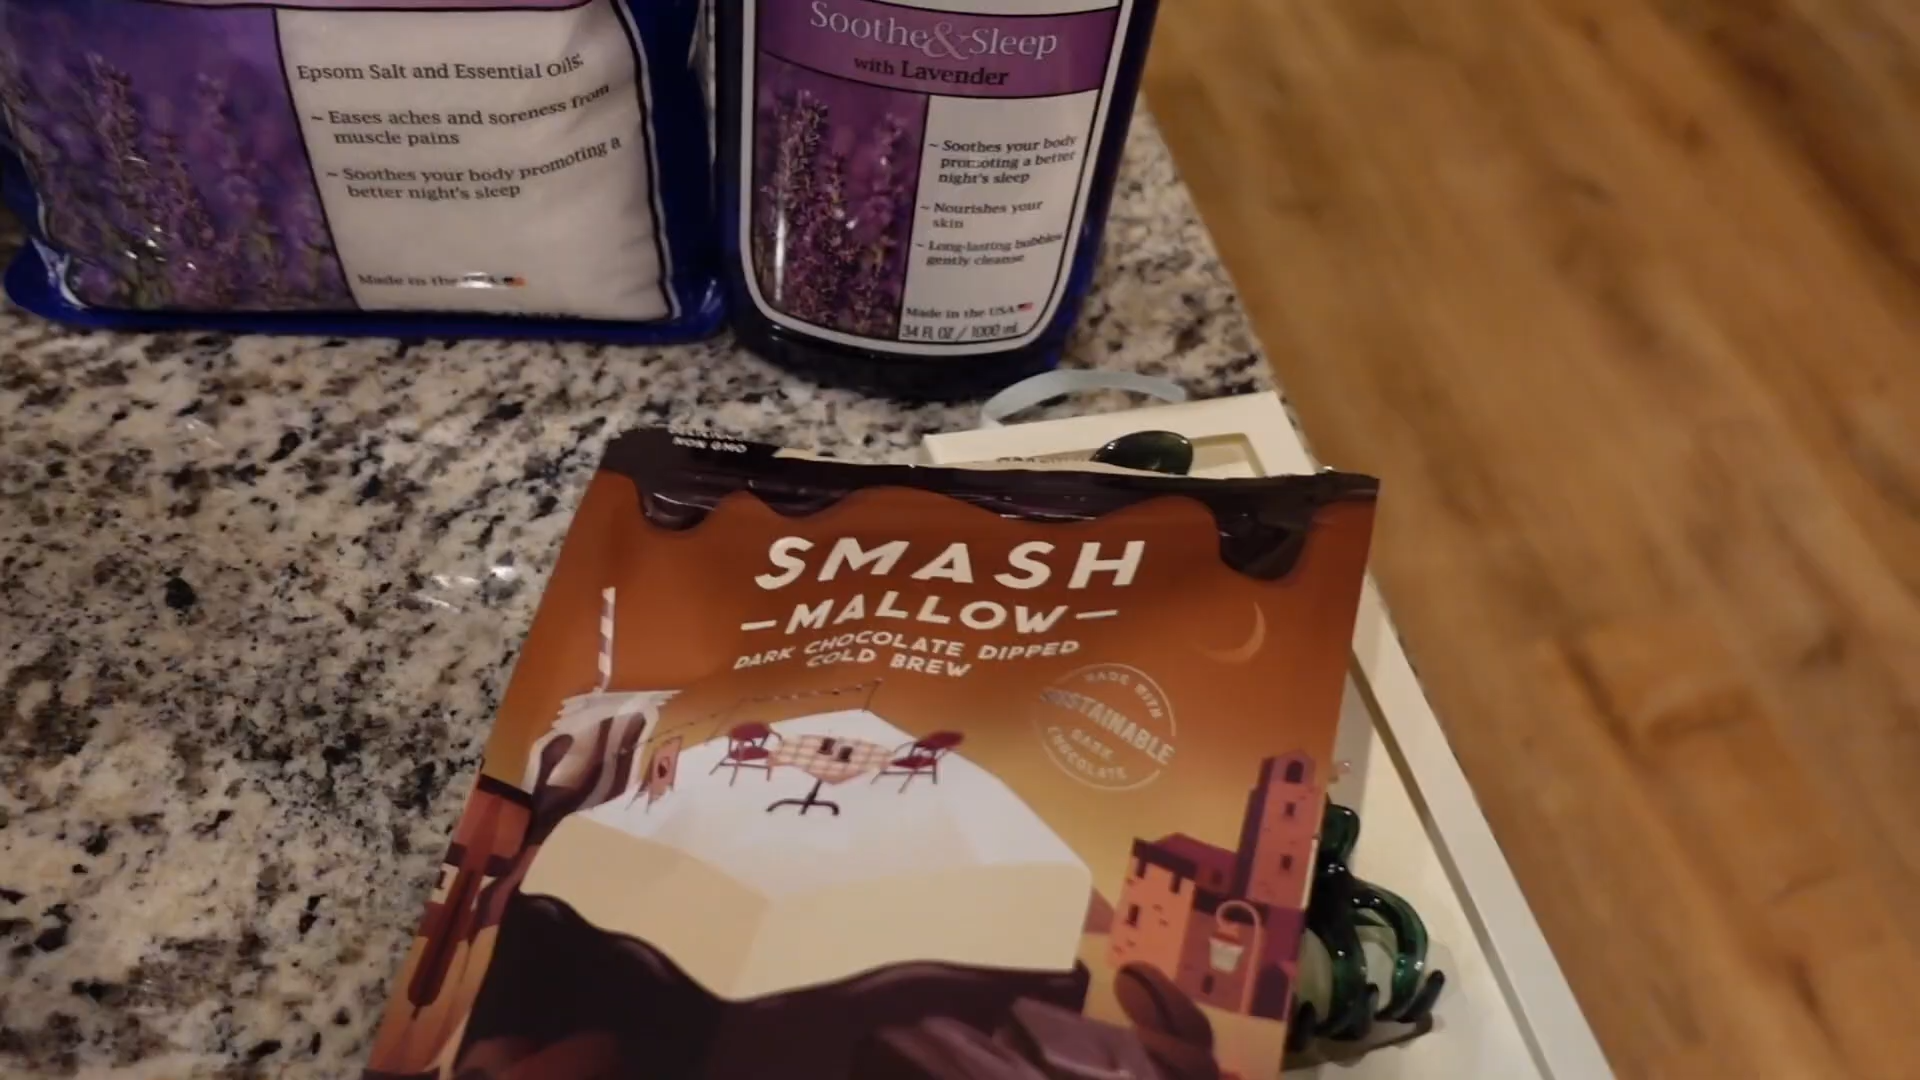 Epsom Salt and Essential Oils:
~ Eases aches and soreness from
muscle pains
~ Soothes your body promoting a
better night's sleep
Made in the USA
Soothe & Sleep
with Lavender
~ Soothes your body
promoting a better
night's sleep
~ Nourishes your
skin
~ Long-lasting bubbles
gently cleanse
Made in the USA
34 FL OZ / 1000 mL
NON GMO
SMASH
—MALLOW—
DARK CHOCOLATE DIPPED
COLD BREW
MADE WITH
SUSTAINABLE
DARK
CHOCOLATE